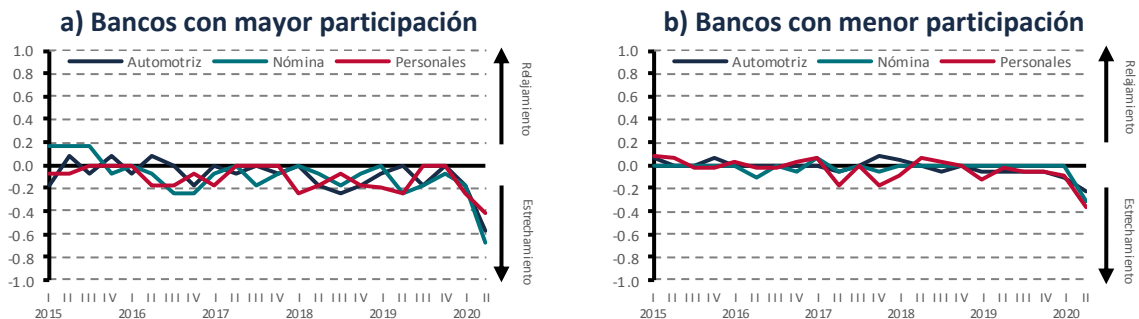 a) Bancos con mayor participación
1.0
0.8
0.6
0.4
0.2
0.0
-0.2
-0.4
-0.6
-0.8
-1.0
Automotriz Nómina Personales
Relajamiento
Estrechamiento
I II III IV I II III IV I II III IV I II III IV I II III IV I II
2015 2016 2017 2018 2019 2020
b) Bancos con menor participación
1.0
0.8
0.6
0.4
0.2
0.0
-0.2
-0.4
-0.6
-0.8
-1.0
Automotriz Nómina Personales
Relajamiento
Estrechamiento
I II III IV I II III IV I II III IV I II III IV I II III IV I II
2015 2016 2017 2018 2019 2020